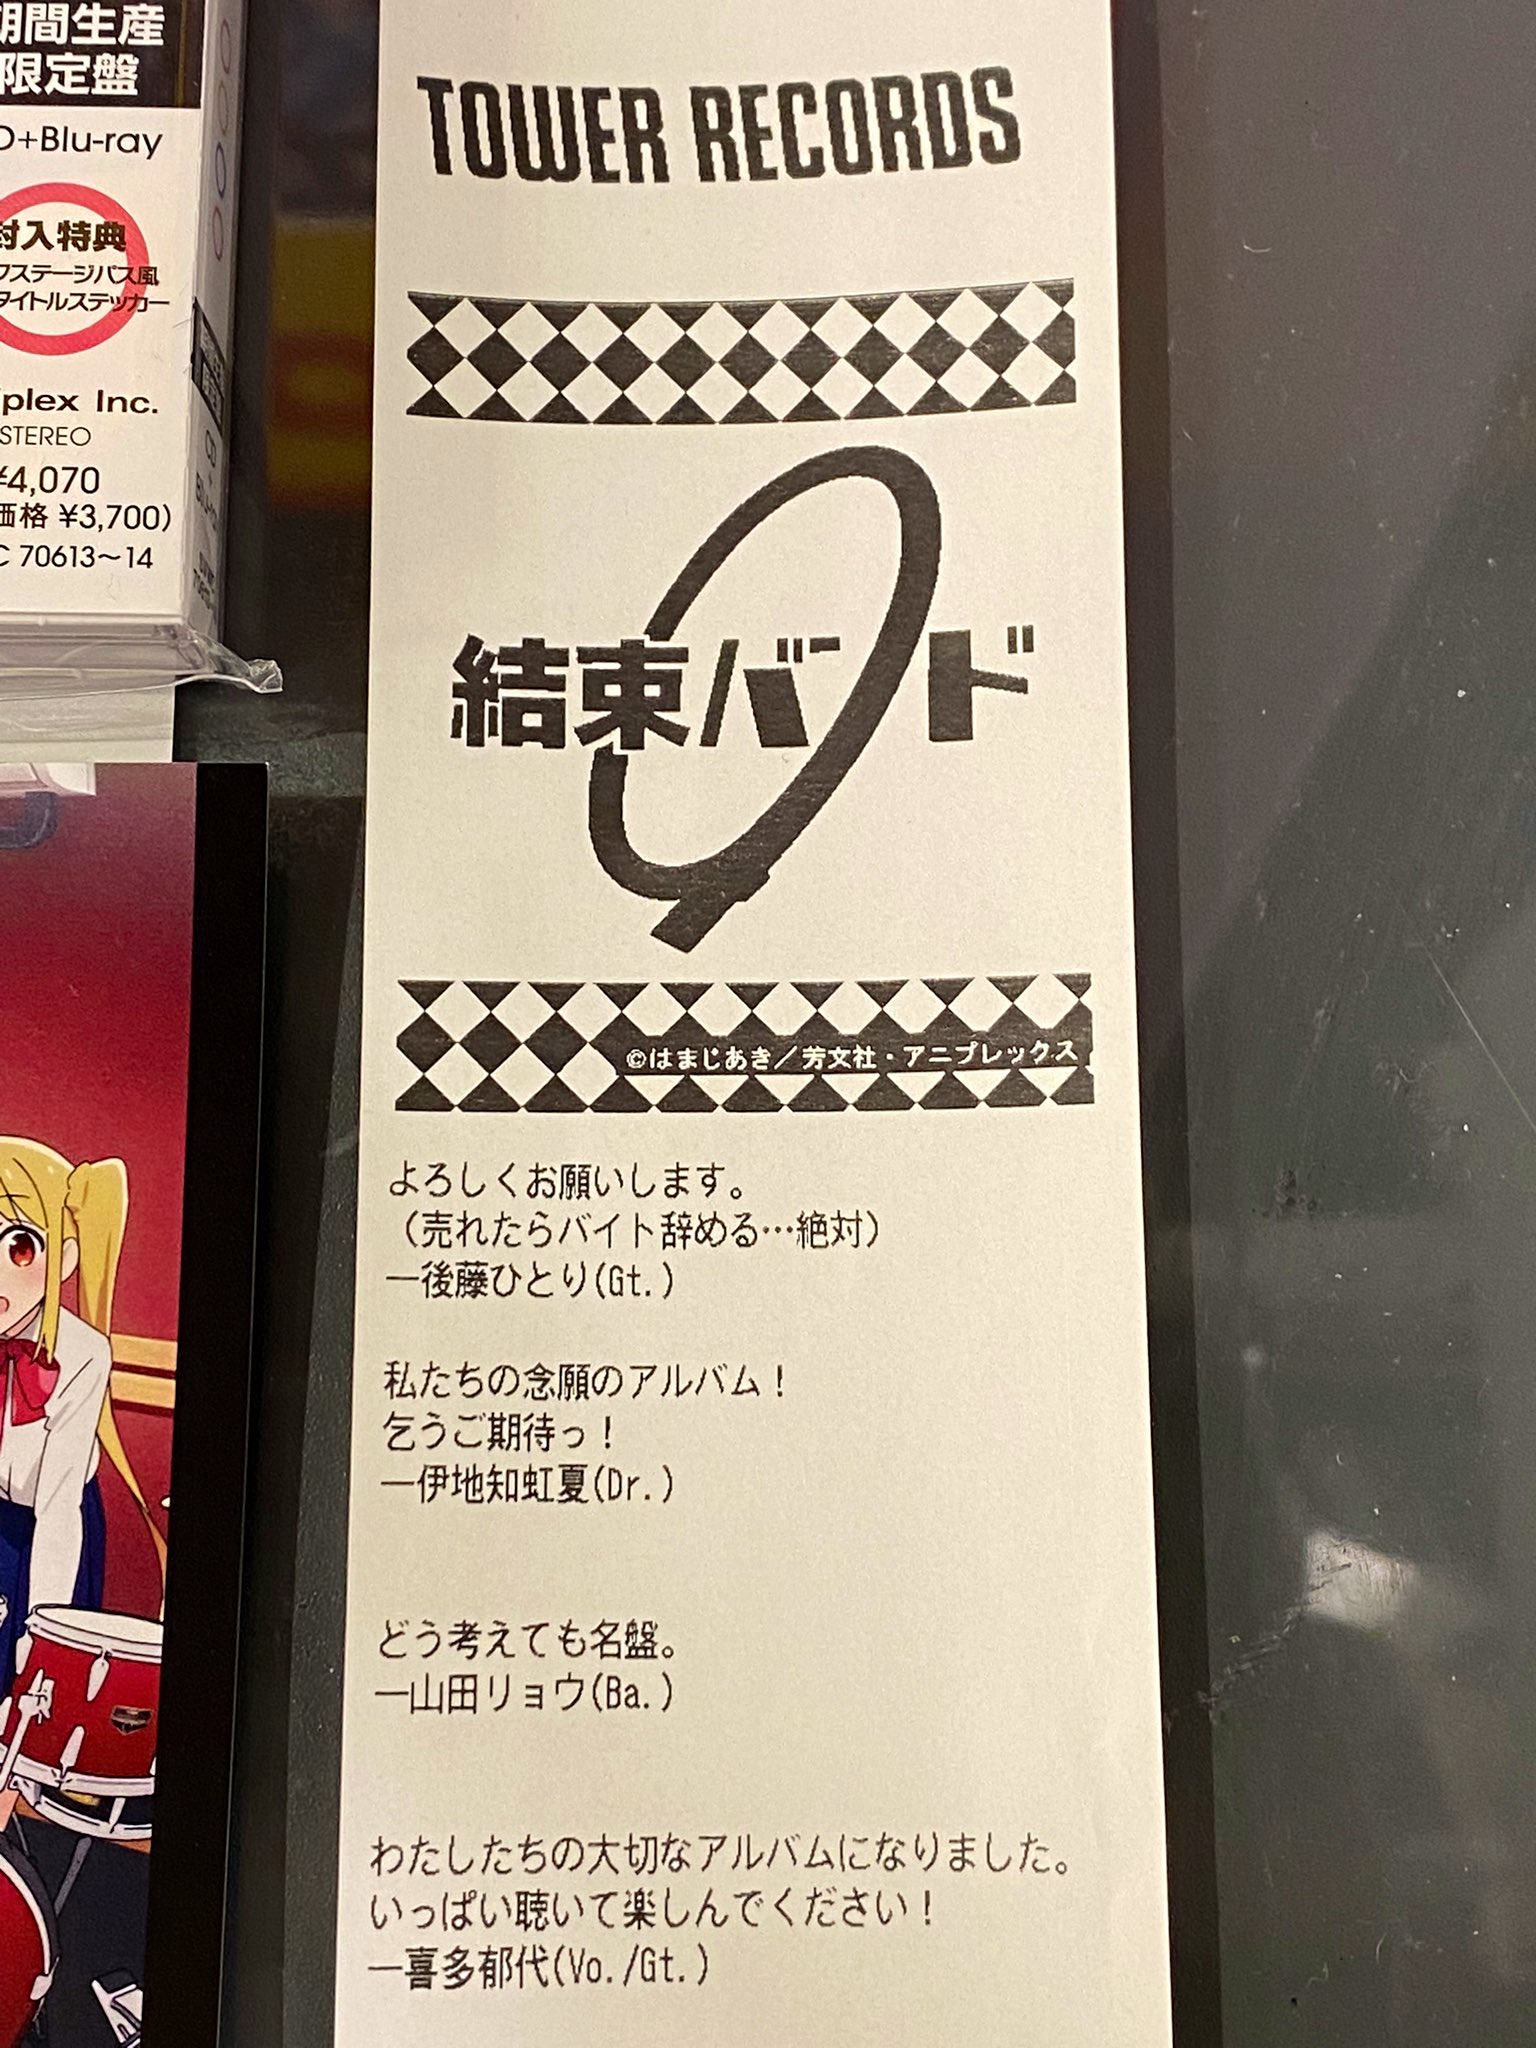 期間生産
限定盤
+Blu-ray
封入特典
ステージパス風
タイトルステッカー
plex Inc.
STEREO
¥4,070
価格 ¥3,700)
70613〜14
TOWER RECORDS
結束バンド
©はまじあき／芳文社・アニプレックス
よろしくお願いします。
（売れたらバイト辞める…絶対）
―後藤ひとり(Gt.)
私たちの念願のアルバム！
乞うご期待っ！
―伊地知虹夏(Dr.)
どう考えても名盤。
―山田リョウ(Ba.)
わたしたちの大切なアルバムになりました。
いっぱい聴いて楽しんでください！
―喜多郁代(Vo./Gt.)